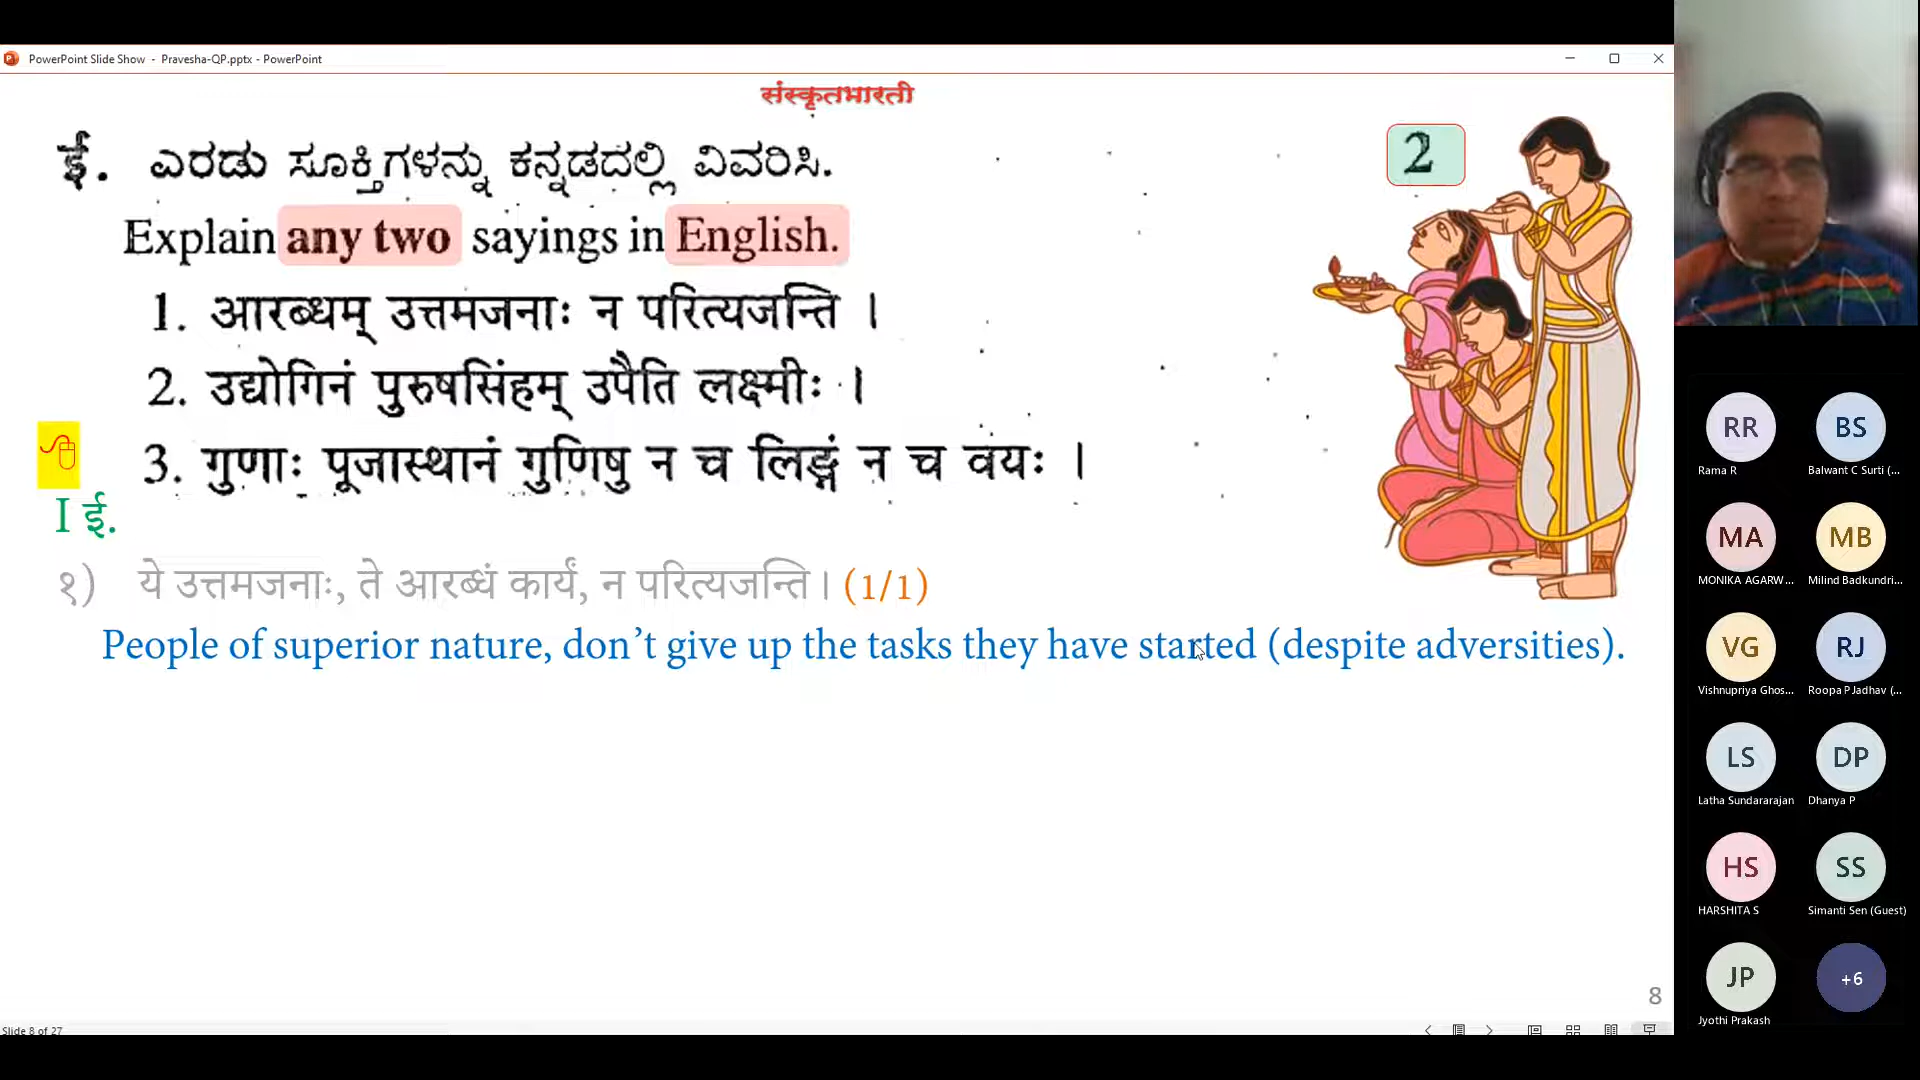 PowerPoint Slide Show - Pravesha-QP.pptx - PowerPoint
संस्कृतभारती
ई. ಎರಡು ಸೂಕ್ತಿಗಳನ್ನು ಕನ್ನಡದಲ್ಲಿ ವಿವರಿಸಿ.
2
Explain any two sayings in English.
1. आरब्धम् उत्तमजनाः न परित्यजन्ति ।
2. उद्योगिनं पुरुषसिंहम् उपैति लक्ष्मीः ।
3. गुणाः पूजास्थानं गुणिषु न च लिङ्गं न च वयः ।
I ई.
१) ये उत्तमजनाः, ते आरब्धं कार्यं, न परित्यजन्ति। (1/1)
People of superior nature, don’t give up the tasks they have started (despite adversities).
8
Slide 8 of 27
RR BS
Rama R Balwant C Surti (...
MA MB
MONIKA AGARW... Milind Badkundri...
VG RJ
Vishnupriya Ghos... Roopa P Jadhav (...
LS DP
Latha Sundararajan Dhanya P
HS SS
HARSHITA S Simanti Sen (Guest)
JP +6
Jyothi Prakash